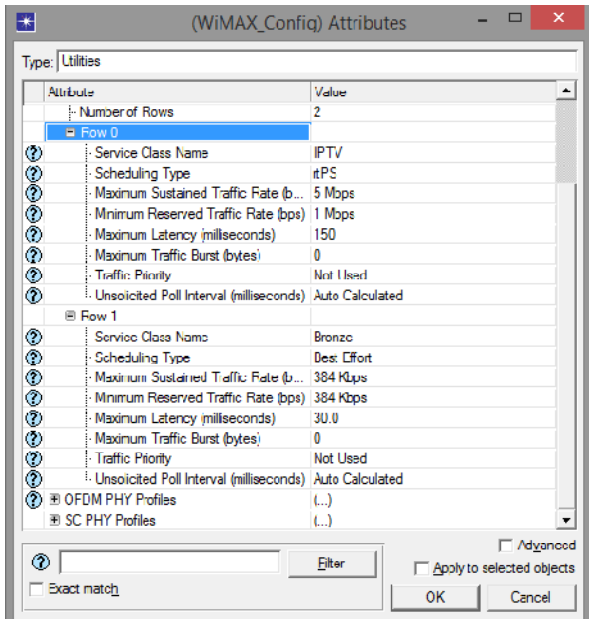 (WiMAX_Config) Attributes
Type: Utilities
Attribute Value
Number of Rows 2
Row 0
Service Class Name IPTV
Scheduling Type rtPS
Maximum Sustained Traffic Rate (b... 5 Mbps
Minimum Reserved Traffic Rate (bps) 1 Mbps
Maximum Latency (milliseconds) 150
Maximum Traffic Burst (bytes) 0
Traffic Priority Not Used
Unsolicited Poll Interval (milliseconds) Auto Calculated
Row 1
Service Class Name Bronze
Scheduling Type Best Effort
Maximum Sustained Traffic Rate (b... 384 Kbps
Minimum Reserved Traffic Rate (bps) 384 Kbps
Maximum Latency (milliseconds) 30.0
Maximum Traffic Burst (bytes) 0
Traffic Priority Not Used
Unsolicited Poll Interval (milliseconds) Auto Calculated
OFDM PHY Profiles (...)
SC PHY Profiles (...)
Advanced
Filter
Apply to selected objects
Exact match
OK Cancel